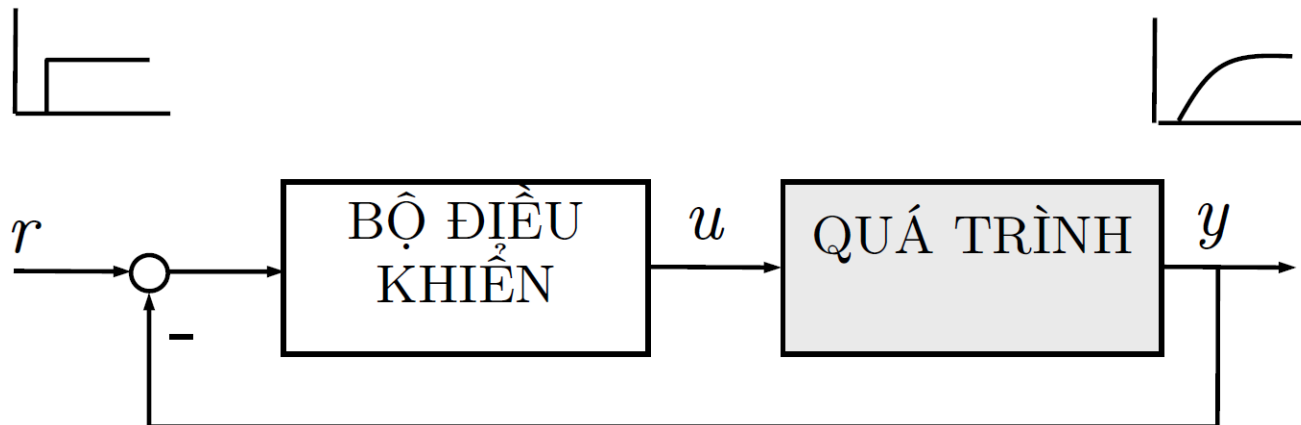 r
BỘ ĐIỀU
KHIỂN
u
QUÁ TRÌNH
y
-